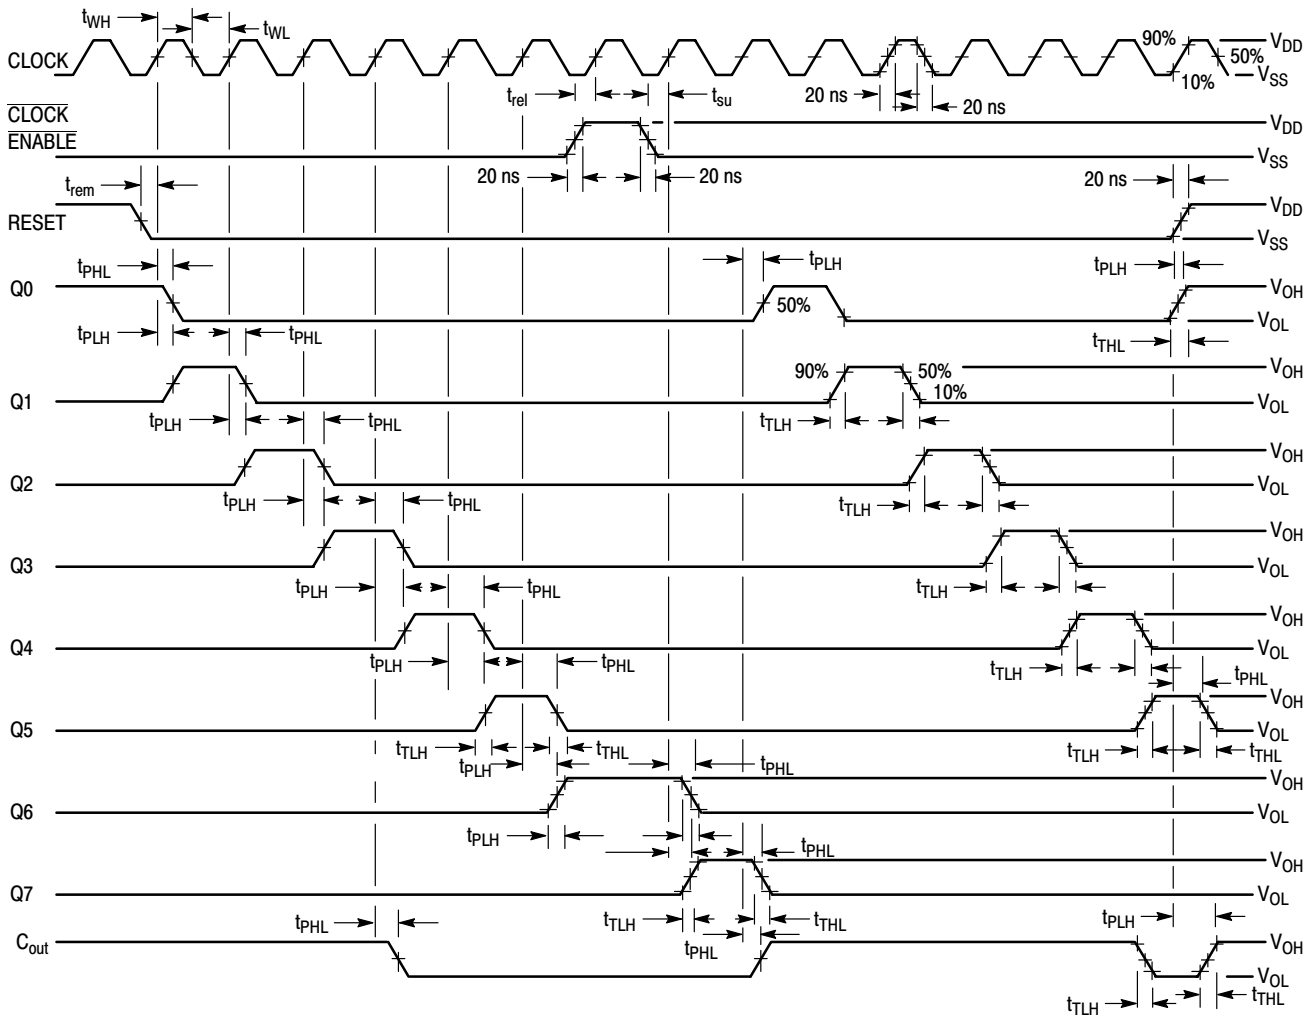 tWH
tWL
CLOCK
90%
VDD
50%
10%
VSS
trel
tsu
20 ns
20 ns
CLOCK
ENABLE
VDD
VSS
20 ns
20 ns
trem
20 ns
RESET
VDD
VSS
tPHL
tPLH
tPLH
Q0
50%
VOH
VOL
tPLH
tPHL
tTHL
Q1
90%
50%
10%
VOH
VOL
tPLH
tPHL
tTLH
Q2
VOH
VOL
tPLH
tPHL
tTLH
Q3
VOH
VOL
tPLH
tPHL
tTLH
Q4
VOH
VOL
tPLH
tPHL
tTLH
tPHL
Q5
VOH
VOL
tTLH
tTHL
tTLH
tTHL
tPLH
tPHL
Q6
VOH
VOL
tPLH
tPHL
Q7
VOH
VOL
tPHL
tTLH
tTHL
tPLH
tPHL
Cout
VOH
VOL
tTLH
tTHL